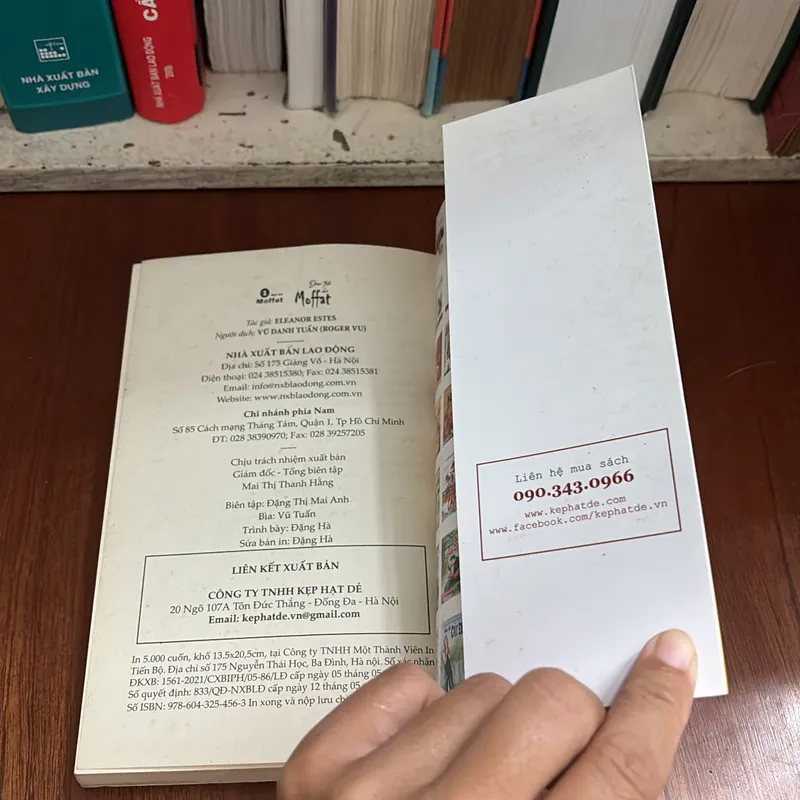 NHÀ XUẤT BẢN
XÂY DỰNG
NHÀ XUẤT BẢN LAO ĐỘNG
Moffat
Moffat
Tác giả: ELEANOR ESTES
Người dịch: VŨ DANH TUẤN (ROGER VU)
NHÀ XUẤT BẢN LAO ĐỘNG
Địa chỉ: Số 175 Giảng Võ - Hà Nội
Điện thoại: 024 38515380; Fax: 024 38515381
Email: info@nxblaodong.com.vn
Website: www.nxblaodong.com.vn
Chi nhánh phía Nam
Số 85 Cách mạng Tháng Tám, Quận 1, Tp Hồ Chí Minh
ĐT: 028 38390970; Fax: 028 39257205
Chịu trách nhiệm xuất bản
Giám đốc - Tổng biên tập
Mai Thị Thanh Hằng
Biên tập: Đặng Thị Mai Anh
Bìa: Vũ Tuấn
Trình bày: Đặng Hà
Sửa bản in: Đặng Hà
LIÊN KẾT XUẤT BẢN
CÔNG TY TNHH KẸP HẠT DẺ
20 Ngõ 107A Tôn Đức Thắng - Đống Đa - Hà Nội
Email: kephatde.vn@gmail.com
In 5.000 cuốn, khổ 13.5x20,5cm, tại Công ty TNHH Một Thành Viên In
Tiến Bộ. Địa chỉ số 175 Nguyễn Thái Học, Ba Đình, Hà nội. Số xác nhận
ĐKXB: 1561-2021/CXBIPH/05-86/LĐ cấp ngày 05 tháng 05
Số quyết định: 833/QĐ-NXBLĐ cấp ngày 12 tháng 05
Số ISBN: 978-604-325-456-3 In xong và nộp lưu
Liên hệ mua sách
090.343.0966
www.kephatde.com
www.facebook.com/kephatde.vn